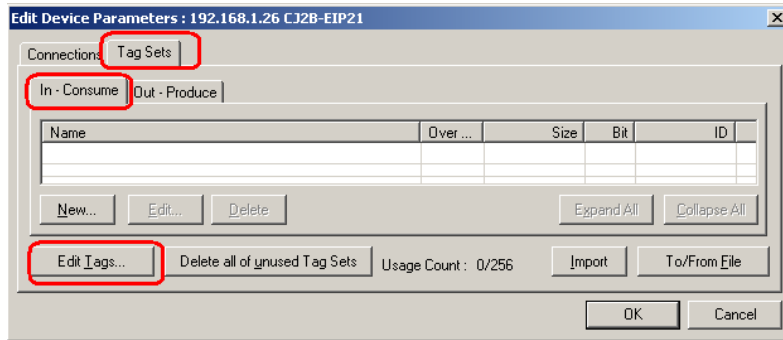 Edit Device Parameters : 192.168.1.26 CJ2B-EIP21
Connections Tag Sets
In - Consume Out - Produce
Name Over ... Size Bit ID
New... Edit... Delete Expand All Collapse All
Edit Tags... Delete all of unused Tag Sets Usage Count : 0/256 Import To/From File
OK Cancel